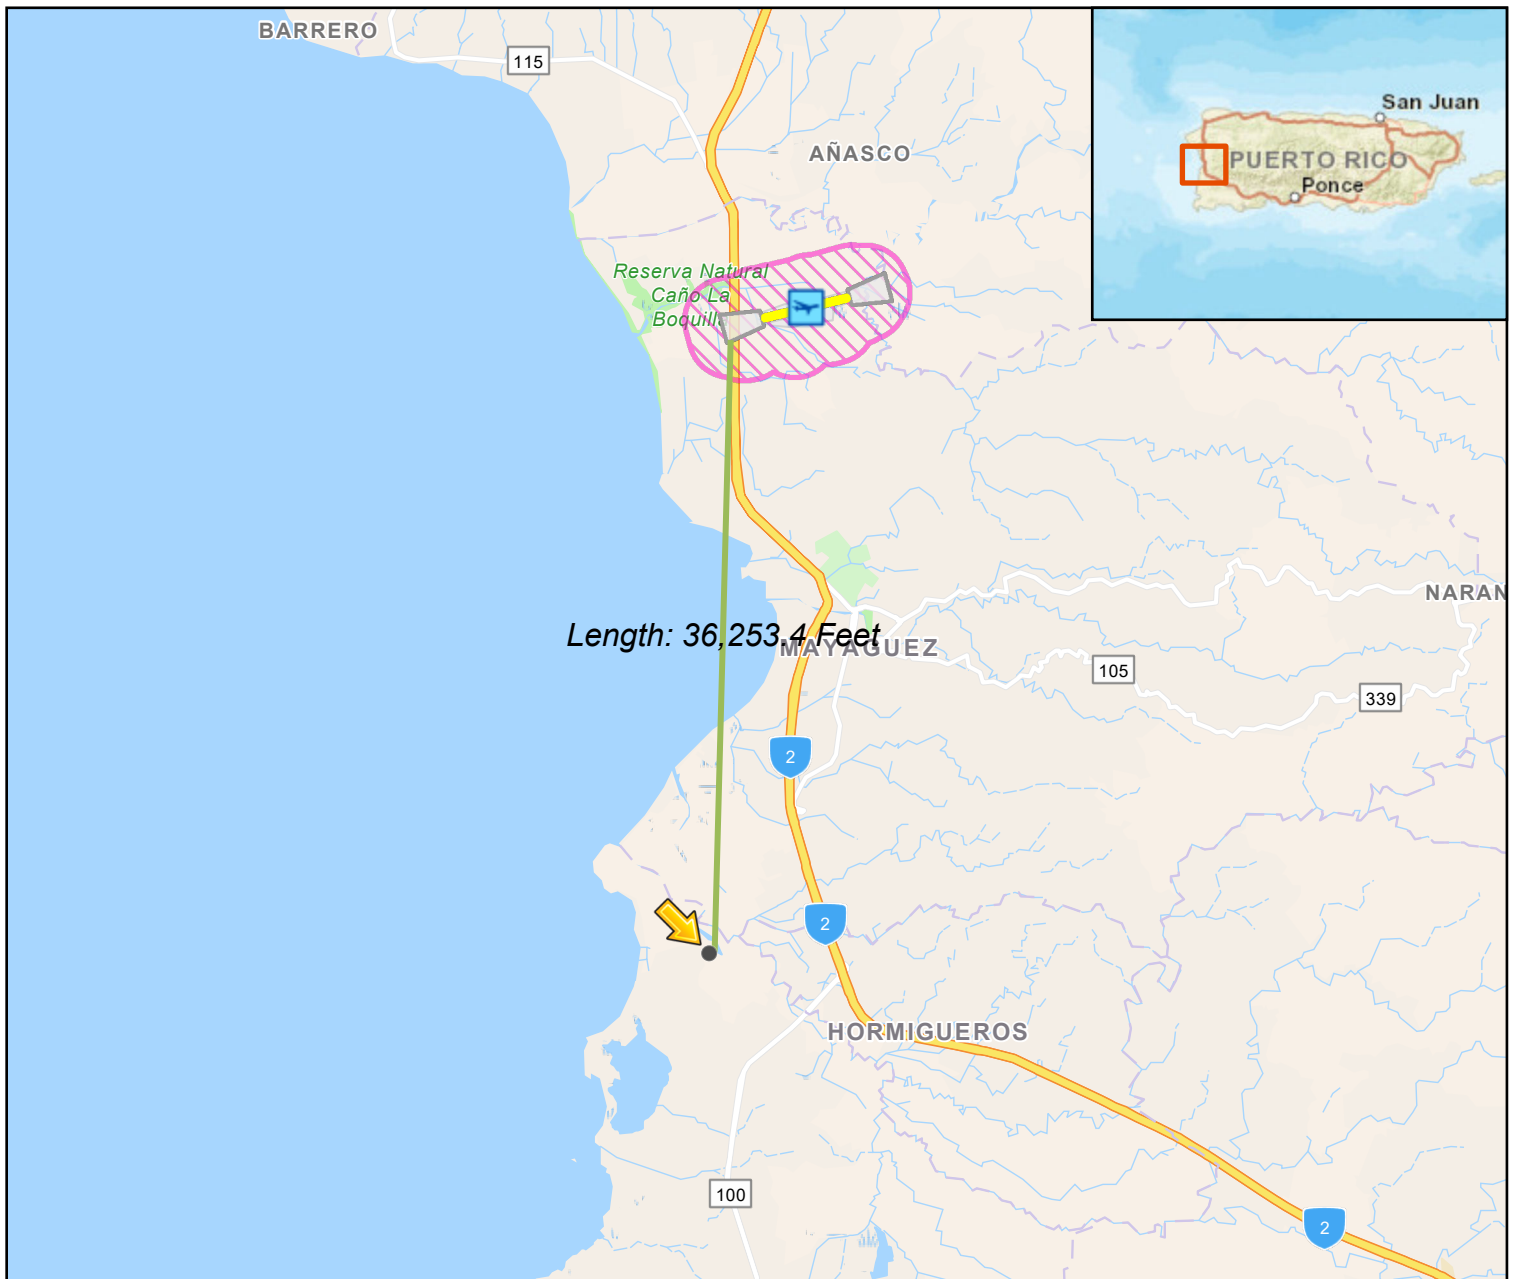 BARRERO
115
San Juan
PUERTO RICO
Ponce
AÑASCO
Reserva Natural
Caño La
Boquilla
NARAN
Length: 36,253.4 Feet
MAYAGUEZ
105
339
2
2
HORMIGUEROS
100
2